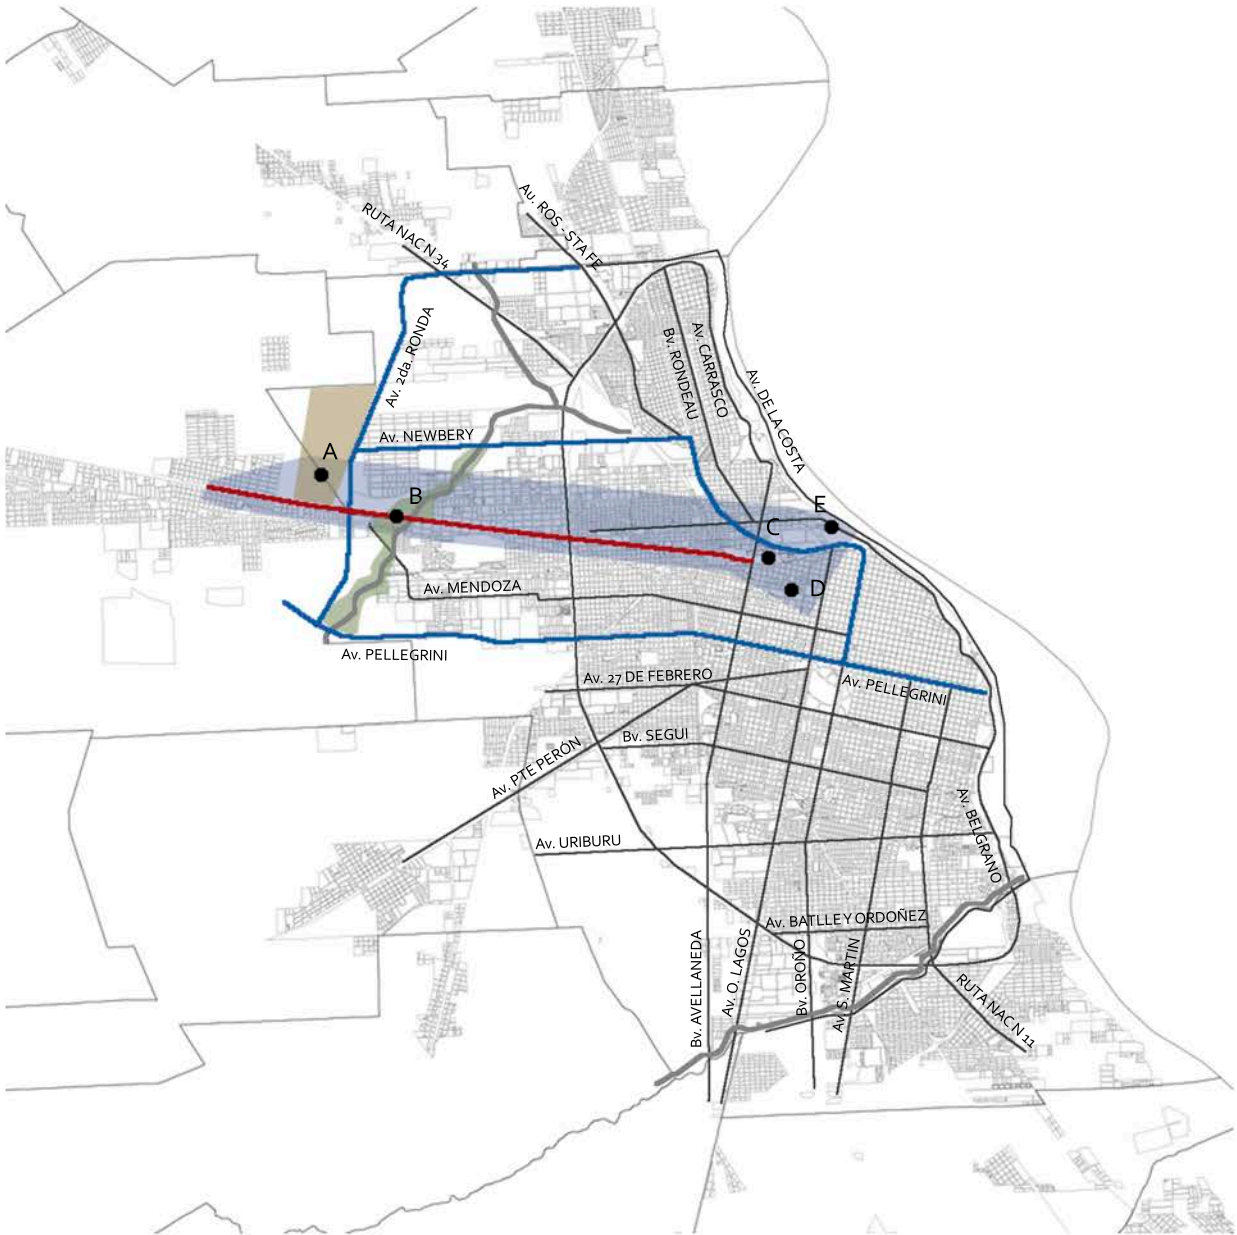 Au. ROS - STA FE
RUTA NAC N 34
Av. 2da. RONDA
Bv. RONDEAU
Av. CARRASCO
Av. DE LA COSTA
Av. NEWBERY
A
B
E
C
D
Av. MENDOZA
Av. PELLEGRINI
Av. 27 DE FEBRERO
Av. PELLEGRINI
Bv. SEGUI
Av. PTE PERÓN
Av. URIBURU
Av. BELGRANO
Av. BATLLE Y ORDOÑEZ
Bv. AVELLANEDA
Av. O. LAGOS
Bv. OROÑO
Av. S. MARTIN
RUTA NAC N 11